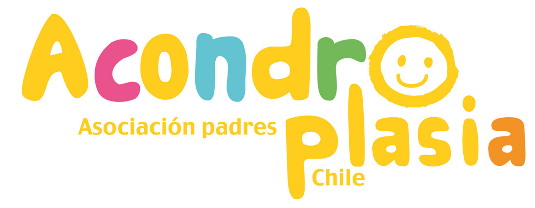 Acondro
Asociación padres
plasia
Chile